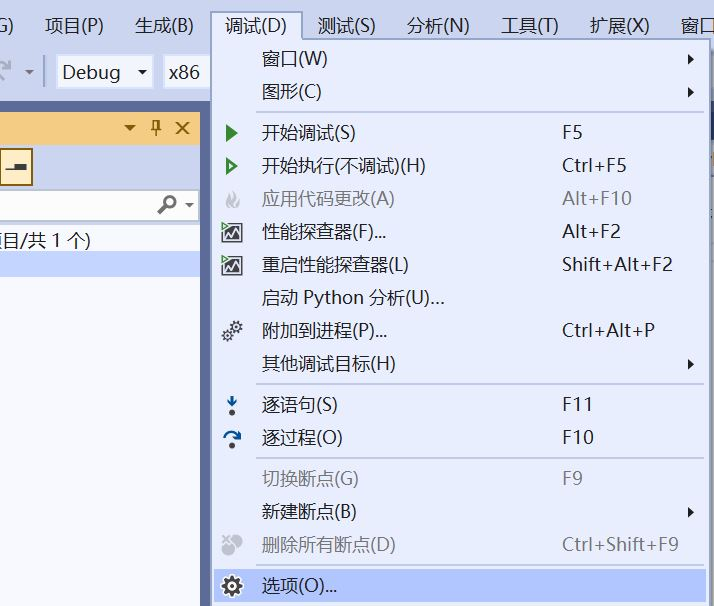 G) 项目(P) 生成(B) 调试(D) 测试(S) 分析(N) 工具(T) 扩展(X) 窗口
Debug x86
窗口(W)
图形(C)
开始调试(S) F5
开始执行(不调试)(H) Ctrl+F5
应用代码更改(A) Alt+F10
性能探查器(F)... Alt+F2
项目/共 1 个)
重启性能探查器(L) Shift+Alt+F2
启动 Python 分析(U)...
附加到进程(P)... Ctrl+Alt+P
其他调试目标(H)
逐语句(S) F11
逐过程(O) F10
切换断点(G) F9
新建断点(B)
删除所有断点(D) Ctrl+Shift+F9
选项(O)...